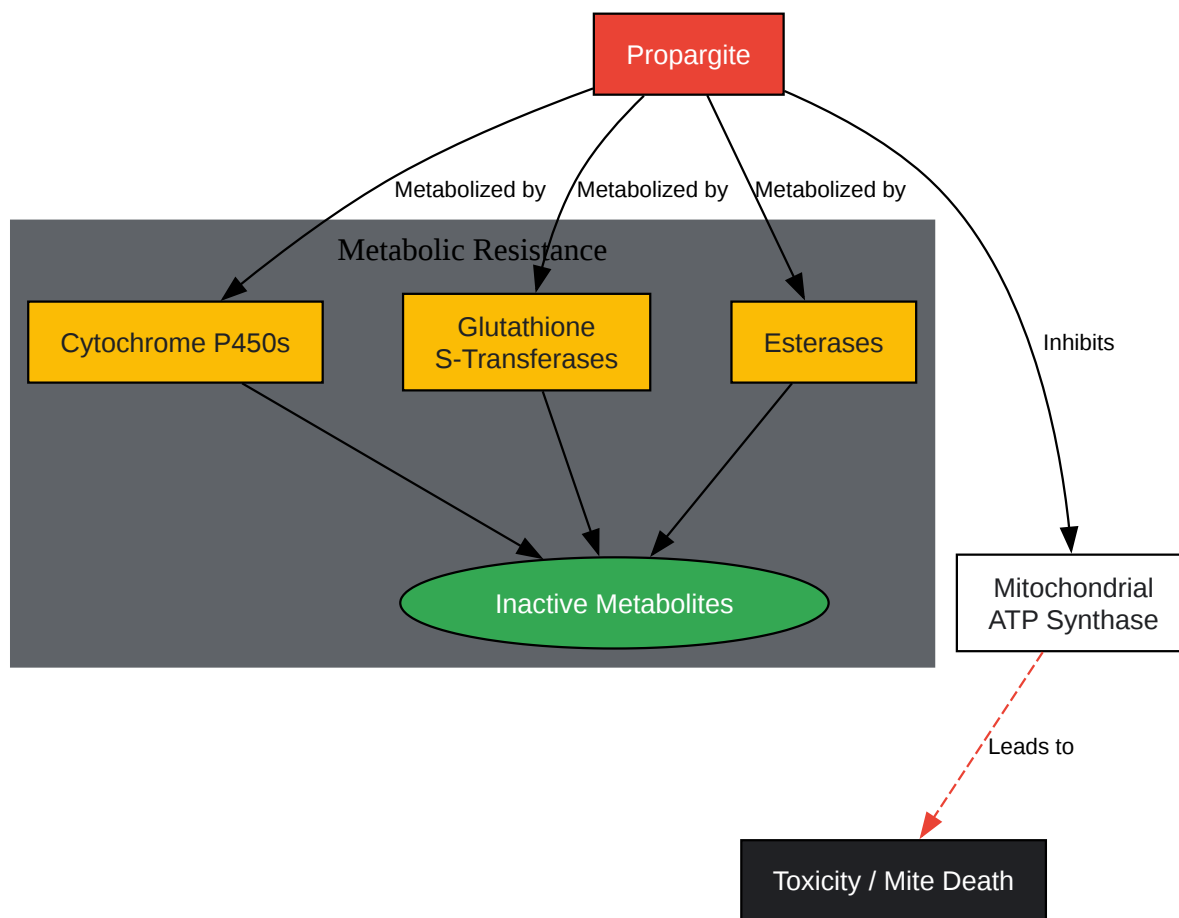 Propargite
Metabolized by
Metabolized by
Metabolized by
Metabolic Resistance
Cytochrome P450s
Glutathione
S-Transferases
Esterases
Inhibits
Inactive Metabolites
Mitochondrial
ATP Synthase
Leads to
Toxicity / Mite Death